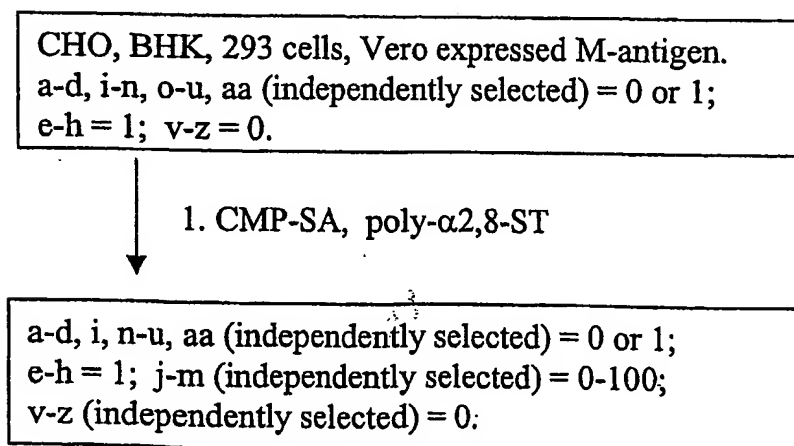 CHO, BHK, 293 cells, Vero expressed M-antigen.
a-d, i-n, o-u, aa (independently selected) = 0 or 1;
e-h = 1; v-z = 0.
1. CMP-SA, poly-α2,8-ST
a-d, i, n-u, aa (independently selected) = 0 or 1;
e-h = 1; j-m (independently selected) = 0-100;
v-z (independently selected) = 0.